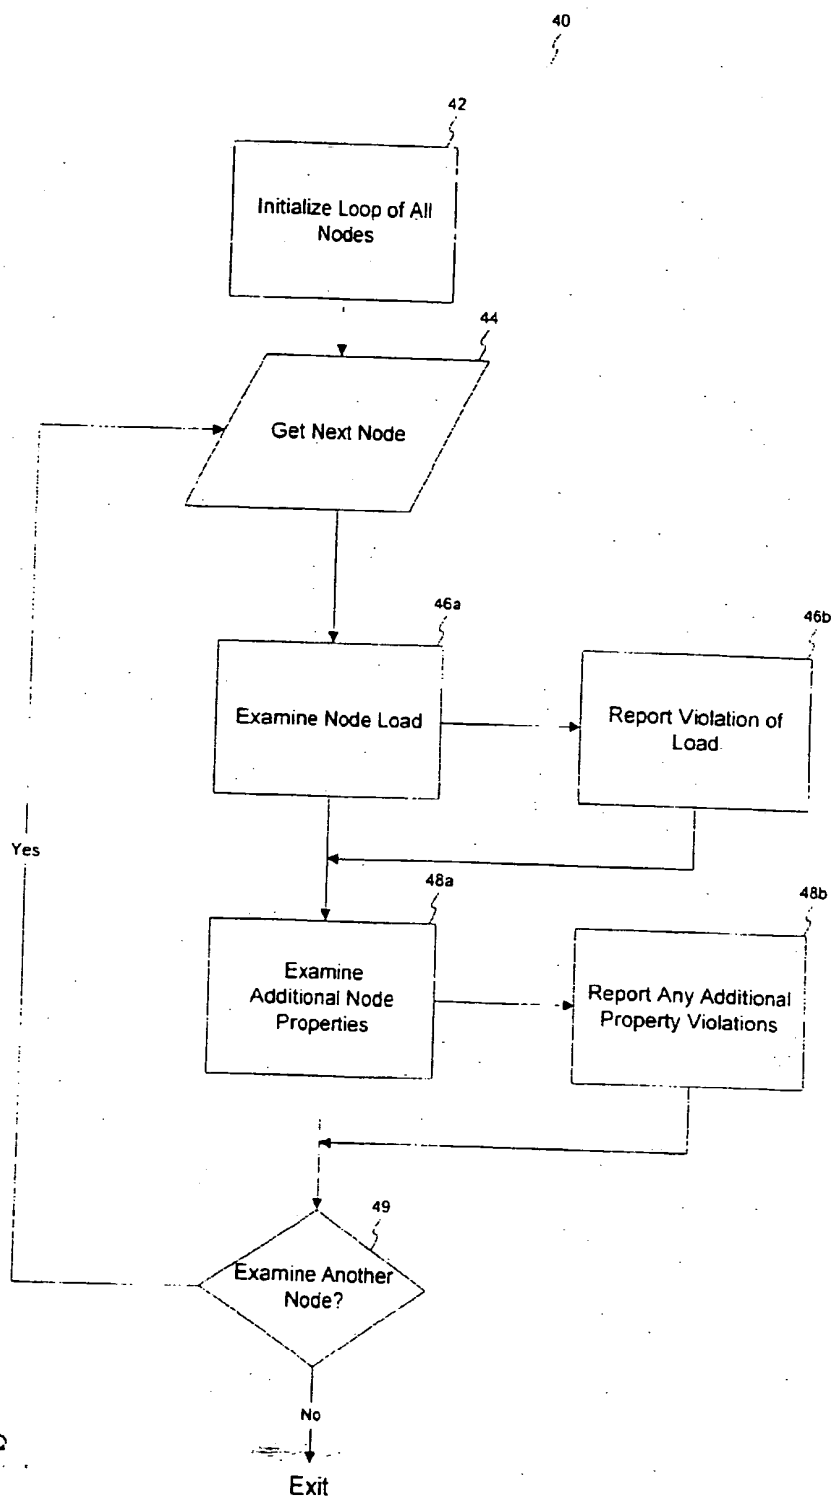 40
42
Initialize Loop of All
Nodes
44
Get Next Node
46a
Examine Node Load
46b
Report Violation of
Load
Yes
48a
Examine
Additional Node
Properties
48b
Report Any Additional
Property Violations
49
Examine Another
Node?
No
Exit